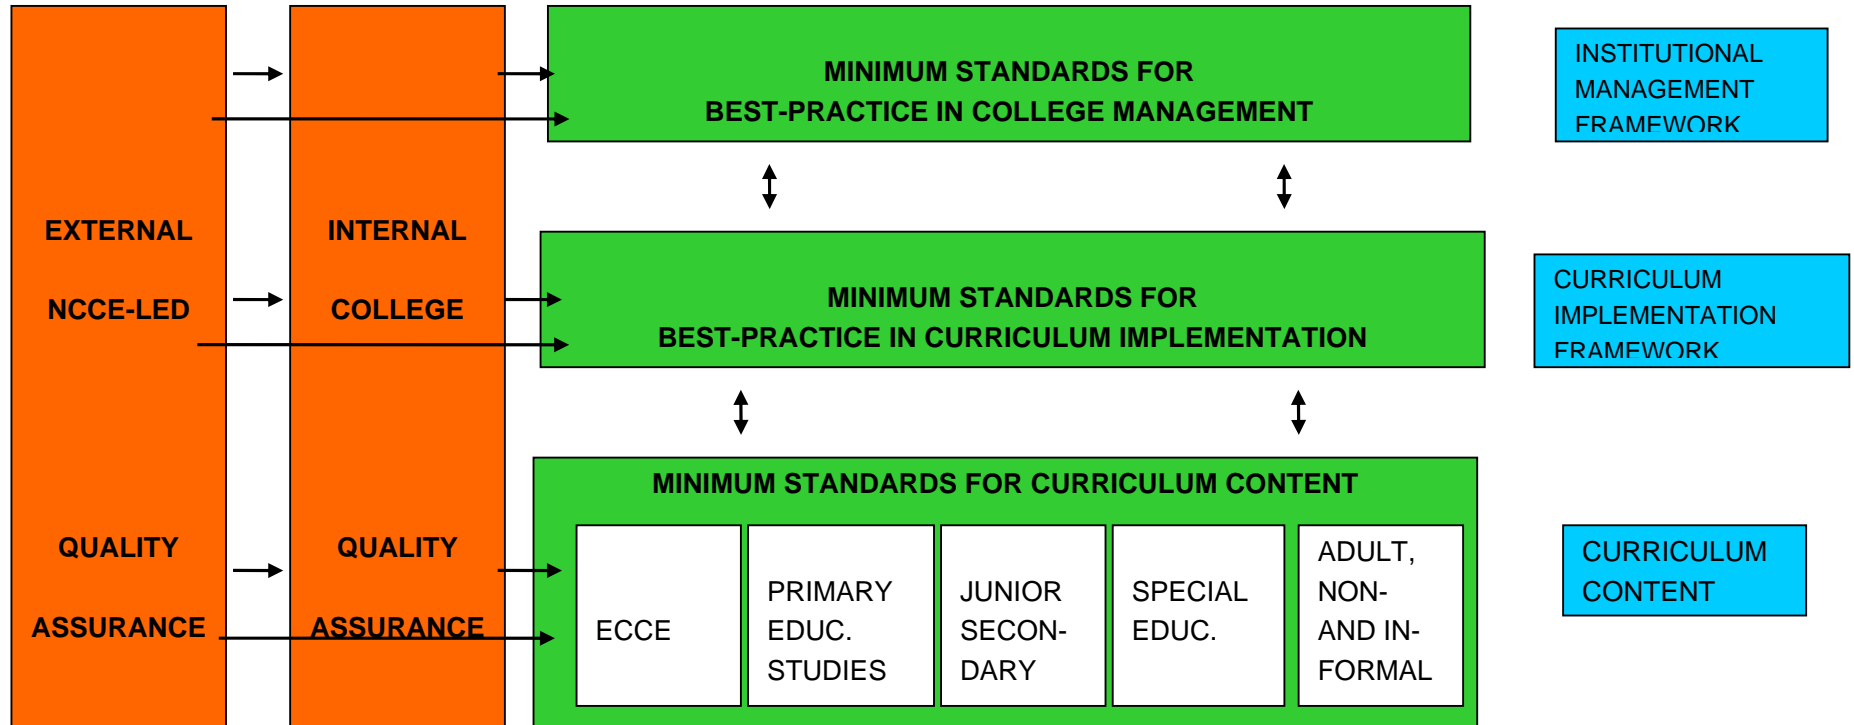 EXTERNAL
NCCE-LED
QUALITY
ASSURANCE
INTERNAL
COLLEGE
QUALITY
ASSURANCE
MINIMUM STANDARDS FOR
BEST-PRACTICE IN COLLEGE MANAGEMENT
INSTITUTIONAL
MANAGEMENT
FRAMEWORK
MINIMUM STANDARDS FOR
BEST-PRACTICE IN CURRICULUM IMPLEMENTATION
CURRICULUM
IMPLEMENTATION
FRAMEWORK
MINIMUM STANDARDS FOR CURRICULUM CONTENT
ECCE
PRIMARY
EDUC.
STUDIES
JUNIOR
SECON-
DARY
SPECIAL
EDUC.
ADULT,
NON-
AND IN-
FORMAL
CURRICULUM
CONTENT